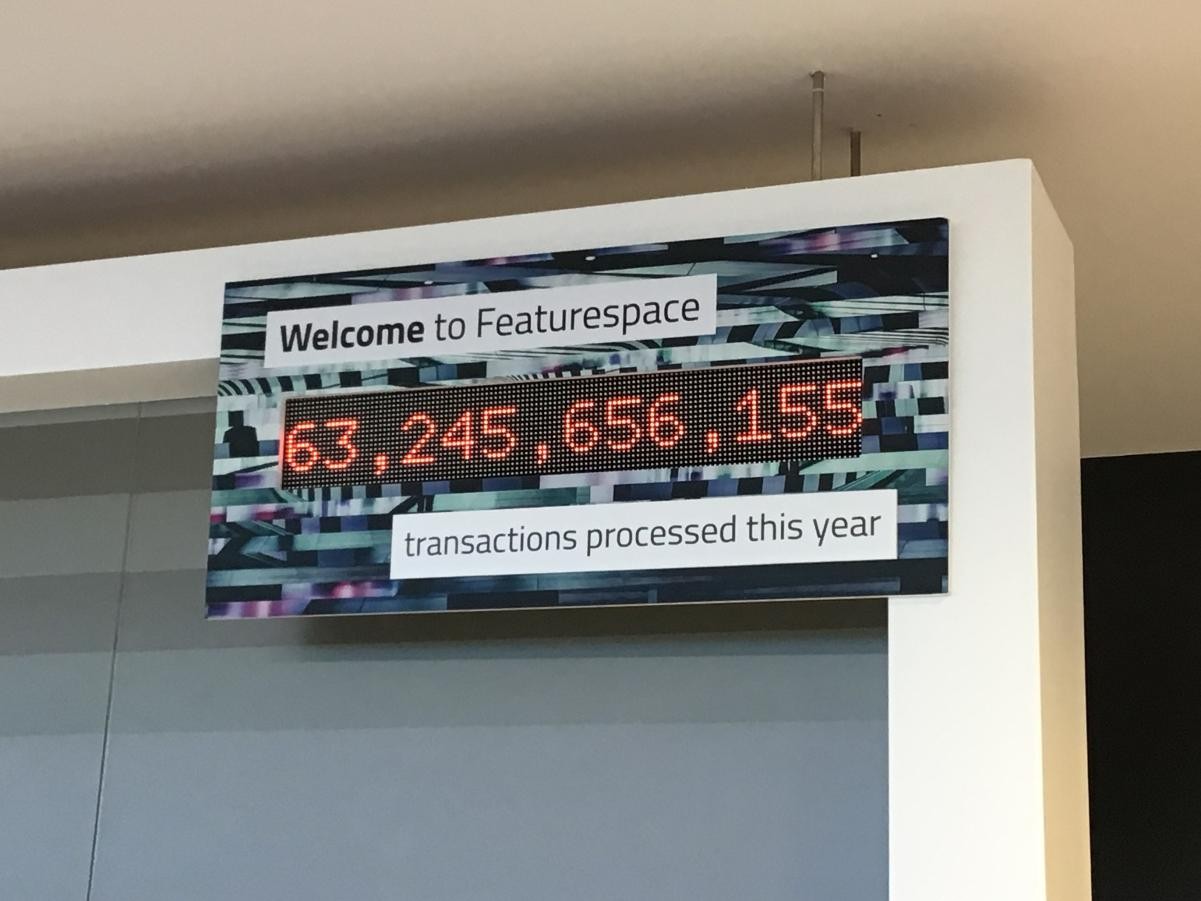 Welcome to Featurespace
63,245,656,155
transactions processed this year